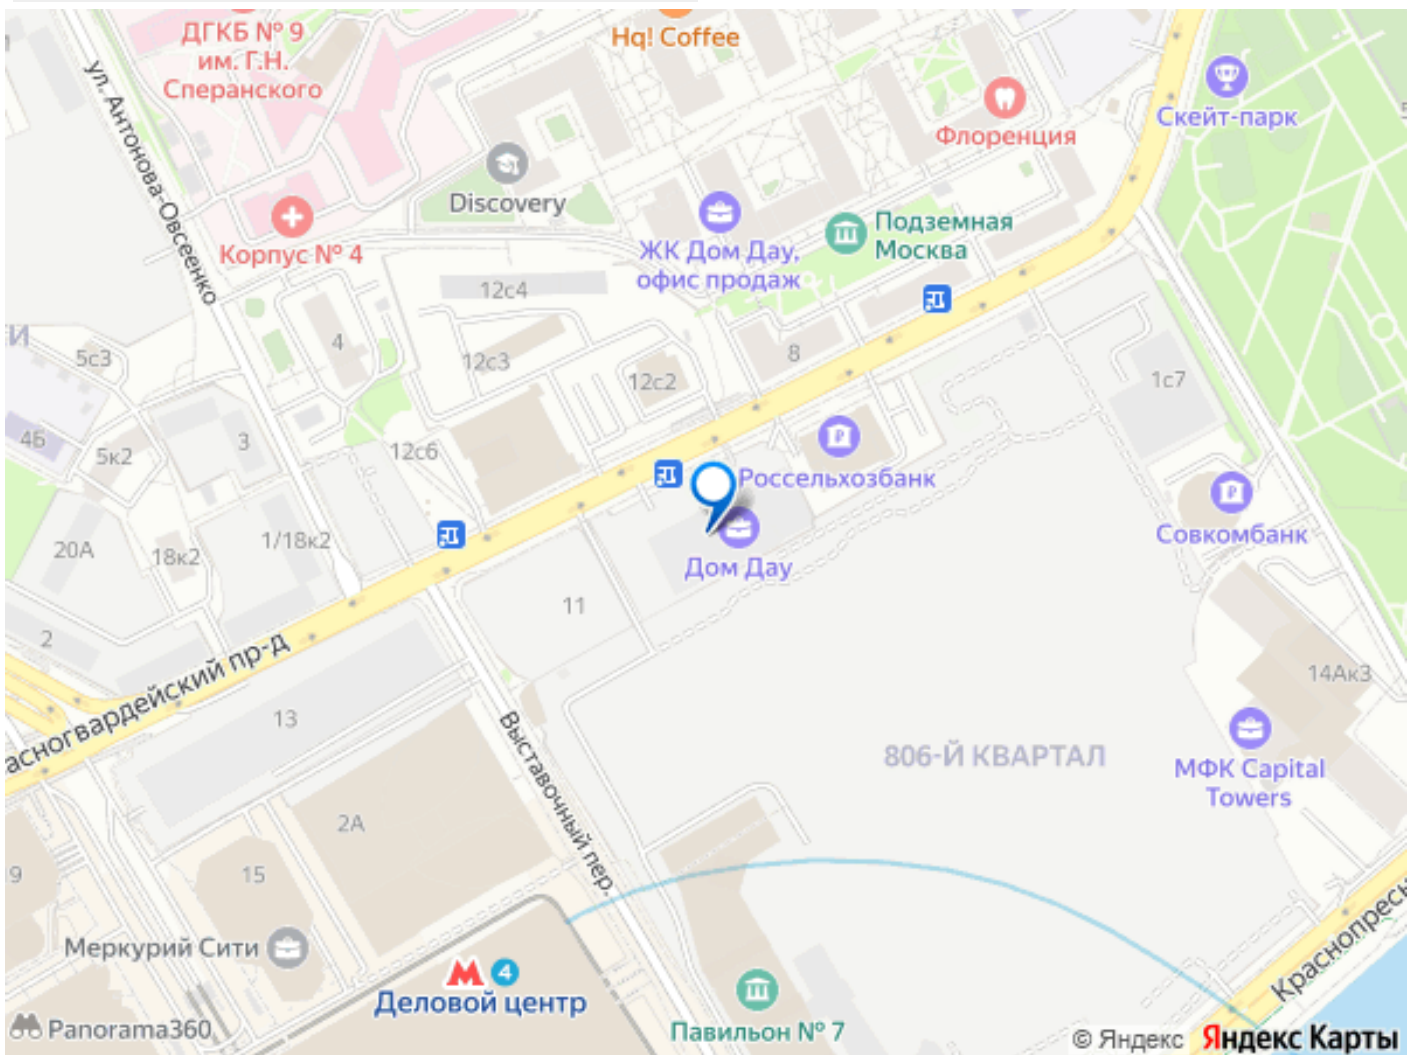 ДГКБ № 9
им. Г.Н.
Сперанского
Hq! Coffee
Скейт-парк
Флоренция
ул. Антонова-Овсеенко
Discovery
Корпус № 4
ЖК Дом Дау,
офис продаж
Подземная
Москва
12с4
4
5с3
12с3
12с2
8
1с7
4Б
5к2
3
12с6
Россельхозбанк
Совкомбанк
20А
18к2
1/18к2
Дом Дау
11
2
асногвардейский пр-д
13
14Ак3
Выставочный пер.
806-Й КВАРТАЛ
МФК Capital
Towers
2А
9
15
Меркурий Сити
4
Деловой центр
Краснопресн
Panorama360
Павильон № 7
© Яндекс Яндекс Карты